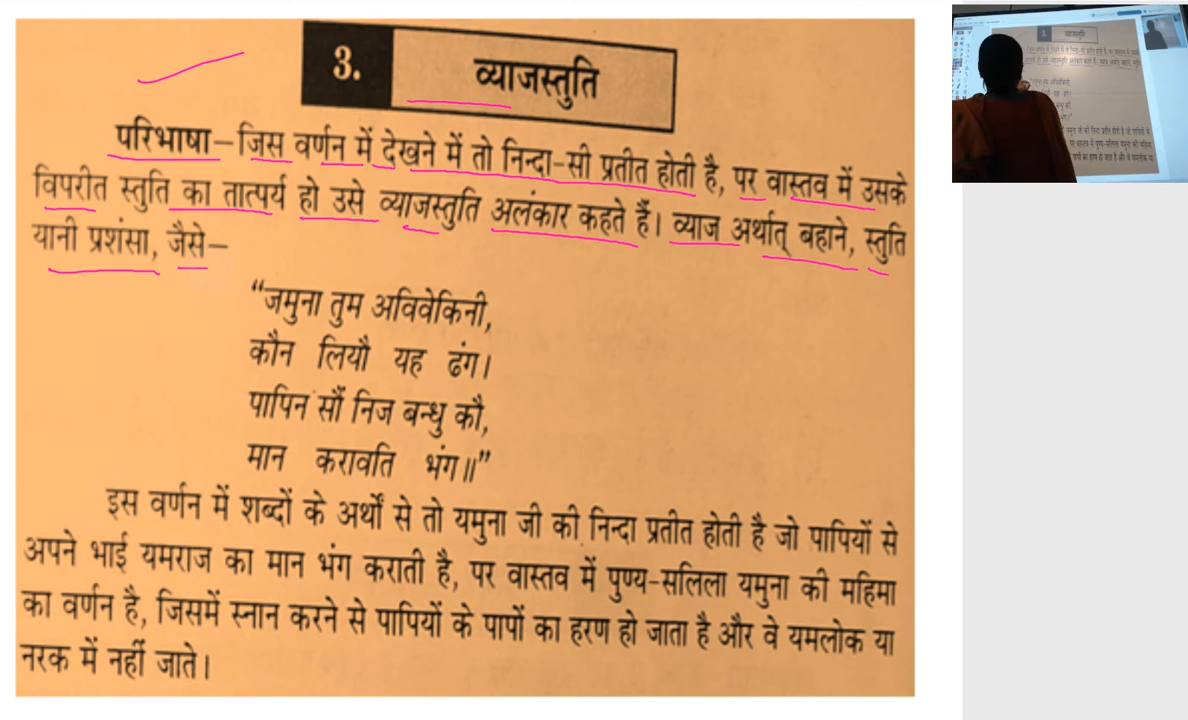 3. व्याजस्तुति
परिभाषा–जिस वर्णन में देखने में तो निन्दा-सी प्रतीत होती है, पर वास्तव में उसके
विपरीत स्तुति का तात्पर्य हो उसे व्याजस्तुति अलंकार कहते हैं। व्याज अर्थात् बहाने, स्तुति
यानी प्रशंसा, जैसे–
“जमुना तुम अविवेकिनी,
कौन लियौ यह ढंग।
पापिन सौं निज बन्धु कौ,
मान करावति भंग॥”
इस वर्णन में शब्दों के अर्थों से तो यमुना जी की निन्दा प्रतीत होती है जो पापियों से
अपने भाई यमराज का मान भंग कराती है, पर वास्तव में पुण्य-सलिला यमुना की महिमा
का वर्णन है, जिसमें स्नान करने से पापियों के पापों का हरण हो जाता है और वे यमलोक या
नरक में नहीं जाते।